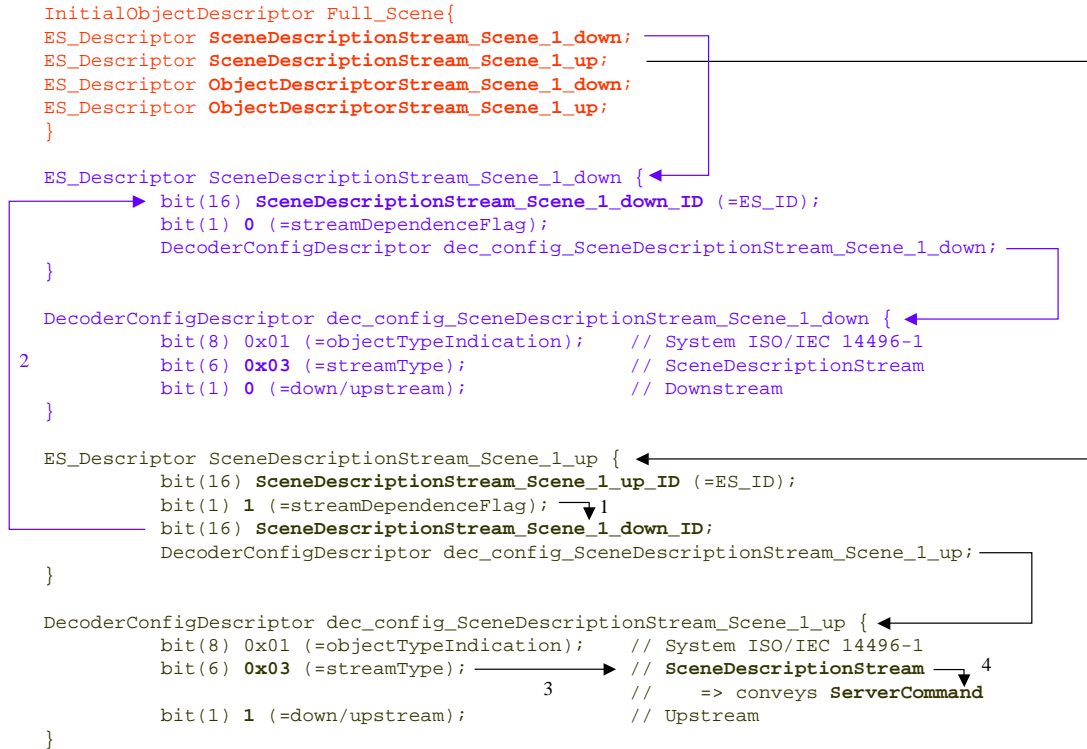 InitialObjectDescriptor Full_Scene{
ES_Descriptor SceneDescriptionStream_Scene_1_down;
ES_Descriptor SceneDescriptionStream_Scene_1_up;
ES_Descriptor ObjectDescriptorStream_Scene_1_down;
ES_Descriptor ObjectDescriptorStream_Scene_1_up;
}
ES_Descriptor SceneDescriptionStream_Scene_1_down {
bit(16) SceneDescriptionStream_Scene_1_down_ID (=ES_ID);
bit(1) 0 (=streamDependenceFlag);
DecoderConfigDescriptor dec_config_SceneDescriptionStream_Scene_1_down;
}
DecoderConfigDescriptor dec_config_SceneDescriptionStream_Scene_1_down {
bit(8) 0x01 (=objectTypeIndication); // System ISO/IEC 14496-1
2 bit(6) 0x03 (=streamType); // SceneDescriptionStream
bit(1) 0 (=down/upstream); // Downstream
}
ES_Descriptor SceneDescriptionStream_Scene_1_up {
bit(16) SceneDescriptionStream_Scene_1_up_ID (=ES_ID);
bit(1) 1 (=streamDependenceFlag); 1
bit(16) SceneDescriptionStream_Scene_1_down_ID;
DecoderConfigDescriptor dec_config_SceneDescriptionStream_Scene_1_up;
}
DecoderConfigDescriptor dec_config_SceneDescriptionStream_Scene_1_up {
bit(8) 0x01 (=objectTypeIndication); // System ISO/IEC 14496-1
bit(6) 0x03 (=streamType); // SceneDescriptionStream 4
3 // => conveys ServerCommand
bit(1) 1 (=down/upstream); // Upstream
}